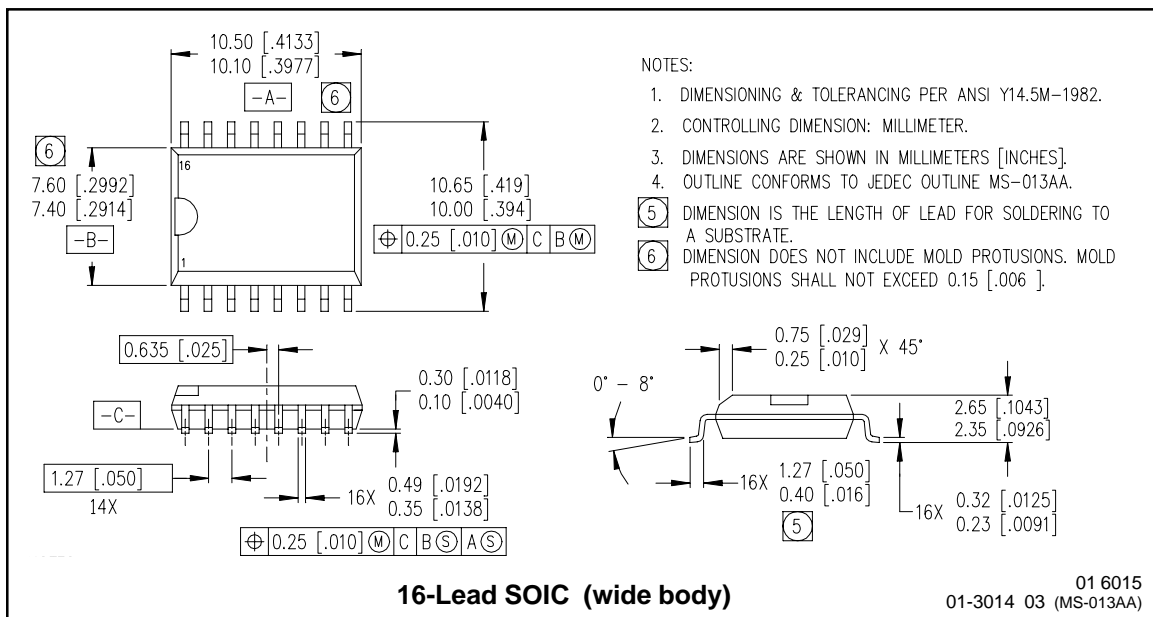 10.50 [.4133]
10.10 [.3977]
-A- 6
6
7.60 [.2992]
7.40 [.2914]
-B-
16
1
10.65 [.419]
10.00 [.394]
⌖ 0.25 [.010] Ⓜ C B Ⓜ
NOTES:
1. DIMENSIONING & TOLERANCING PER ANSI Y14.5M-1982.
2. CONTROLLING DIMENSION: MILLIMETER.
3. DIMENSIONS ARE SHOWN IN MILLIMETERS [INCHES].
4. OUTLINE CONFORMS TO JEDEC OUTLINE MS-013AA.
5 DIMENSION IS THE LENGTH OF LEAD FOR SOLDERING TO
A SUBSTRATE.
6 DIMENSION DOES NOT INCLUDE MOLD PROTUSIONS. MOLD
PROTUSIONS SHALL NOT EXCEED 0.15 [.006 ].
0.635 [.025]
-C-
0.30 [.0118]
0.10 [.0040]
1.27 [.050]
14X
16X 0.49 [.0192]
0.35 [.0138]
⌖ 0.25 [.010] Ⓜ C B Ⓢ A Ⓢ
0.75 [.029]
0.25 [.010] X 45°
0° - 8°
2.65 [.1043]
2.35 [.0926]
16X 1.27 [.050]
0.40 [.016]
5
16X 0.32 [.0125]
0.23 [.0091]
16-Lead SOIC (wide body)
01 6015
01-3014 03 (MS-013AA)